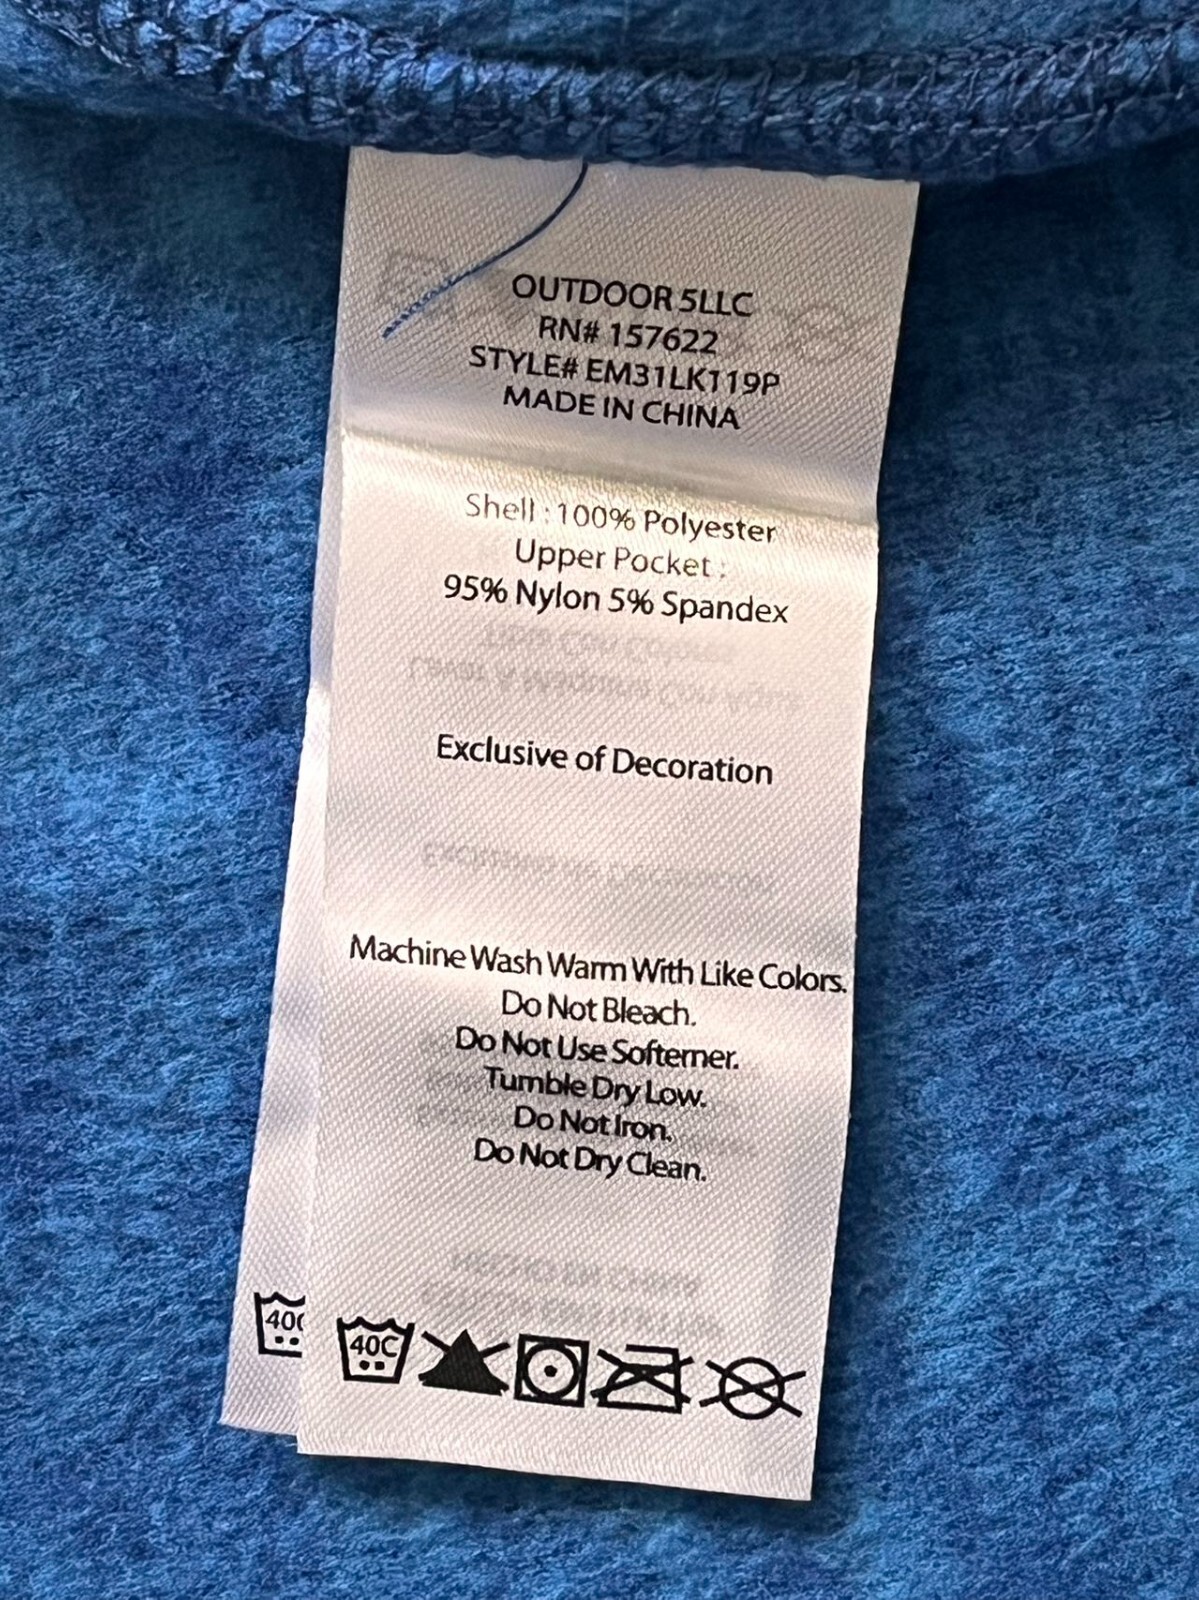 OUTDOOR 5LLC
RN# 157622
STYLE# EM31LK119P
MADE IN CHINA
Shell : 100% Polyester
Upper Pocket :
95% Nylon 5% Spandex
Exclusive of Decoration
Machine Wash Warm With Like Colors.
Do Not Bleach.
Do Not Use Softerner.
Tumble Dry Low.
Do Not Iron.
Do Not Dry Clean.
40C